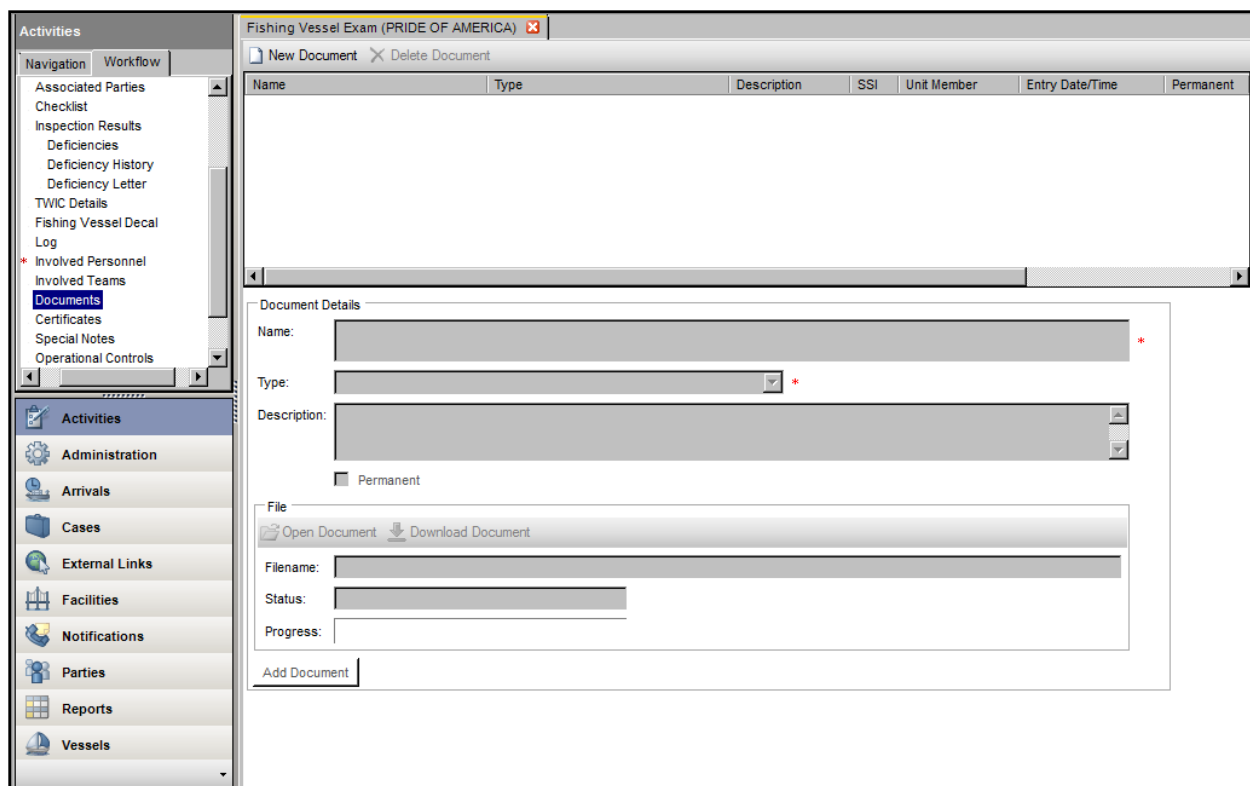 Activities
Navigation Workflow
Associated Parties
Checklist
Inspection Results
Deficiencies
Deficiency History
Deficiency Letter
TWIC Details
Fishing Vessel Decal
Log
* Involved Personnel
Involved Teams
Documents
Certificates
Special Notes
Operational Controls
Activities
Administration
Arrivals
Cases
External Links
Facilities
Notifications
Parties
Reports
Vessels
Fishing Vessel Exam (PRIDE OF AMERICA)
New Document Delete Document
Name Type Description SSI Unit Member Entry Date/Time Permanent
Document Details
Name: *
Type: *
Description:
Permanent
File
Open Document Download Document
Filename:
Status:
Progress:
Add Document